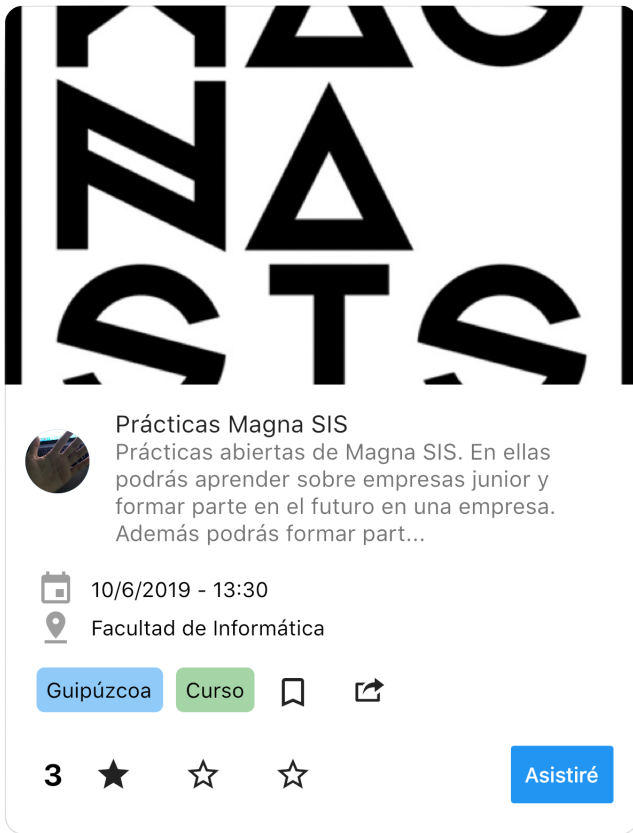 MAG
NA
SIS
Prácticas Magna SIS
Prácticas abiertas de Magna SIS. En ellas
podrás aprender sobre empresas junior y
formar parte en el futuro en una empresa.
Además podrás formar part...
10/6/2019 - 13:30
Facultad de Informática
Guipúzcoa Curso
3 Asistiré